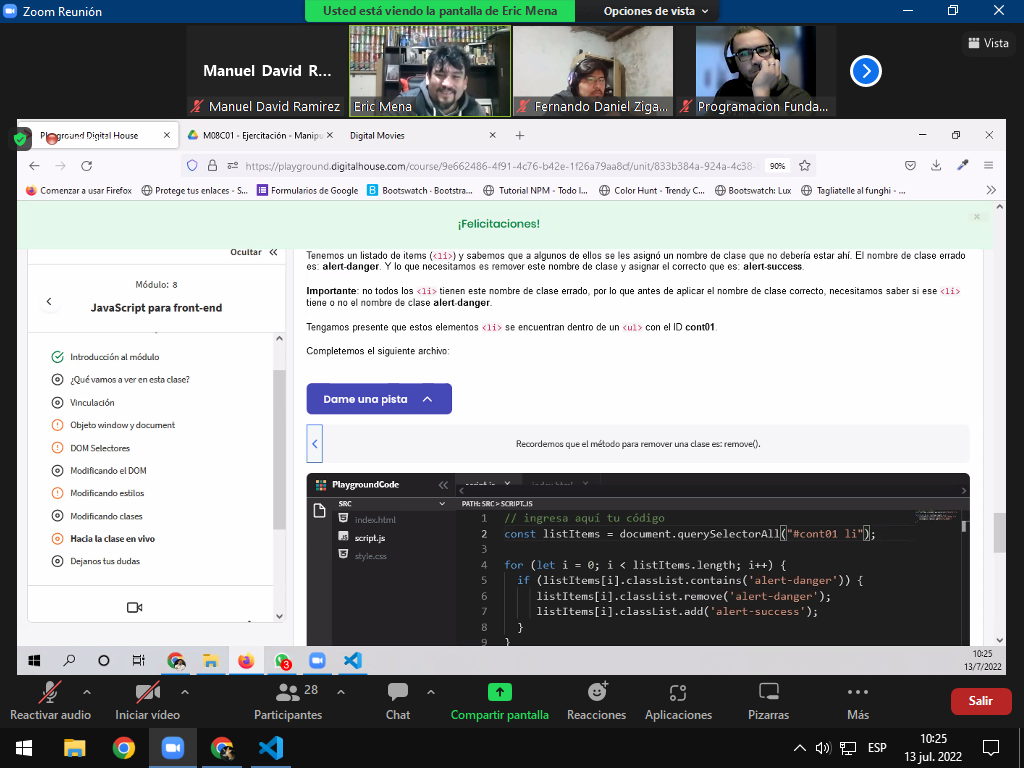 Zoom Reunión
Usted está viendo la pantalla de Eric Mena
Opciones de vista
Vista
Manuel David R...
Manuel David Ramirez
Eric Mena
Fernando Daniel Ziga...
Programacion Funda...
Playground Digital House
M08C01 - Ejercitación - Manipu
Digital Movies
https://playground.digitalhouse.com/course/9e662486-4f91-4c76-b42e-1f26a79aa8cf/unit/833b384a-924a-4c38-
90%
Comenzar a usar Firefox
Protege tus enlaces - S...
Formularios de Google
Bootswatch · Bootstra...
Tutorial NPM - Todo l...
Color Hunt - Trendy C...
Bootswatch: Lux
Tagliatelle al funghi - ...
¡Felicitaciones!
Ocultar
Módulo: 8
JavaScript para front-end
Introducción al módulo
¿Qué vamos a ver en esta clase?
Vinculación
Objeto window y document
DOM Selectores
Modificando el DOM
Modificando estilos
Modificando clases
Hacia la clase en vivo
Dejanos tus dudas
Tenemos un listado de items (<li>) y sabemos que a algunos de ellos se les asignó un nombre de clase que no debería estar ahí. El nombre de clase errado
es: alert-danger. Y lo que necesitamos es remover este nombre de clase y asignar el correcto que es: alert-success.
Importante: no todos los <li> tienen este nombre de clase errado, por lo que antes de aplicar el nombre de clase correcto, necesitamos saber si ese <li>
tiene o no el nombre de clase alert-danger.
Tengamos presente que estos elementos <li> se encuentran dentro de un <ul> con el ID cont01.
Completemos el siguiente archivo:
Dame una pista
Recordemos que el método para remover una clase es: remove().
PlaygroundCode
script.js
index.html
SRC
PATH: SRC > SCRIPT.JS
index.html
script.js
style.css
1 // ingresa aquí tu código
2 const listItems = document.querySelectorAll("#cont01 li");
3
4 for (let i = 0; i < listItems.length; i++) {
5 if (listItems[i].classList.contains('alert-danger')) {
6 listItems[i].classList.remove('alert-danger');
7 listItems[i].classList.add('alert-success');
8 }
9 }
3
10:25
13/7/2022
Reactivar audio
Iniciar vídeo
28
Participantes
Chat
Compartir pantalla
Reacciones
Aplicaciones
Pizarras
Más
Salir
ESP
10:25
13 jul. 2022